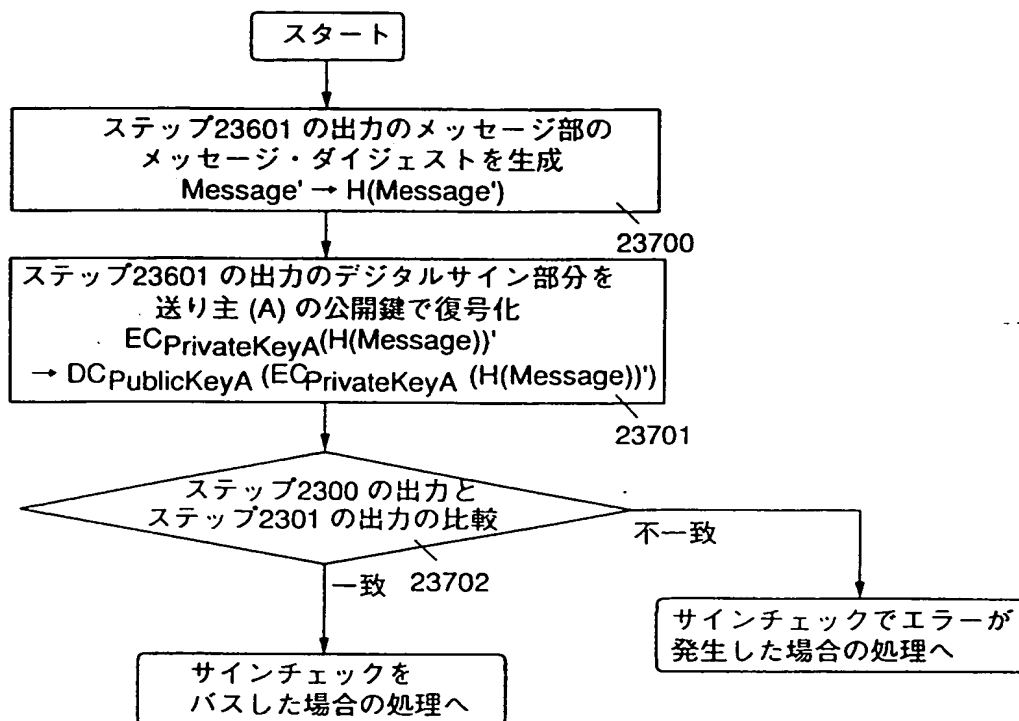 スタート
ステップ23601 の出力のメッセージ部の
メッセージ・ダイジェストを生成
Message' → H(Message')
23700
ステップ23601 の出力のデジタルサイン部分を
送り主 (A) の公開鍵で復号化
ECPrivateKeyA(H(Message))'
→ DCPublicKeyA (ECPrivateKeyA (H(Message))')
23701
ステップ2300 の出力と
ステップ2301 の出力の比較
不一致
一致
23702
サインチェックでエラーが
発生した場合の処理へ
サインチェックを
バスした場合の処理へ